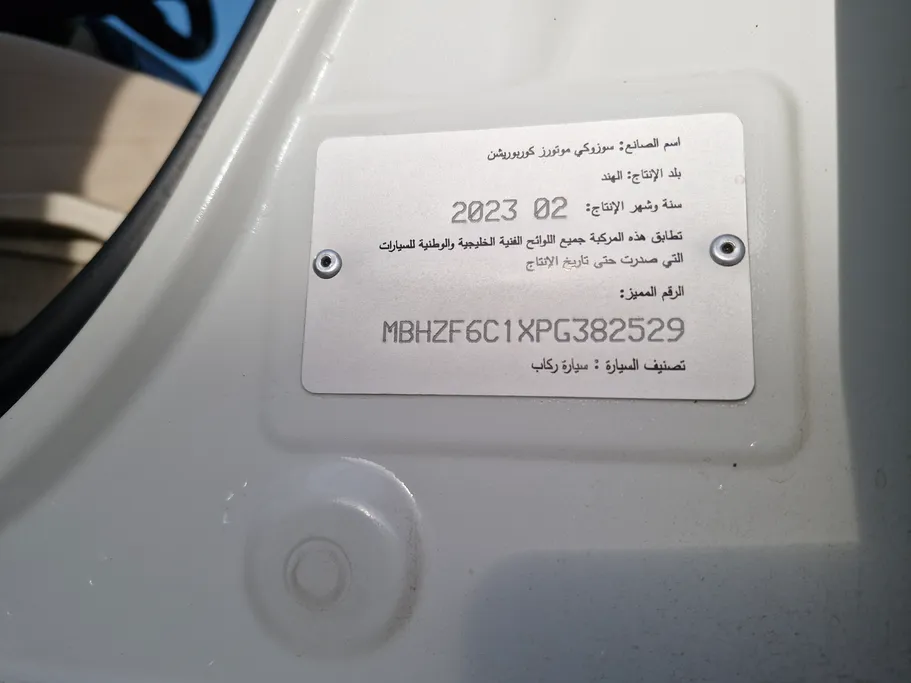 اسم الصانع: سوزوكي موتورز كوربوريشن
بلد الإنتاج: الهند
سنة وشهر الإنتاج: 2023 02
تطابق هذه المركبة جميع اللوائح الفنية الخليجية والوطنية للسيارات
التي صدرت حتى تاريخ الإنتاج
الرقم المميز:
MBHZF6C1XPG382529
تصنيف السيارة : سيارة ركاب